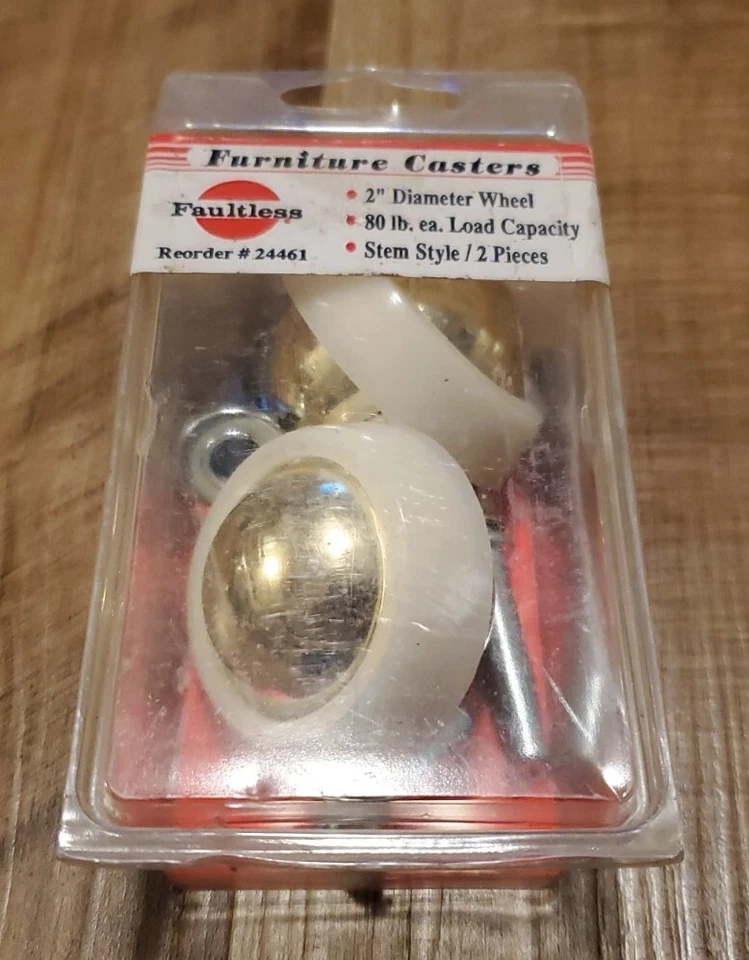 Furniture Casters
Faultless
Reorder # 24461
• 2" Diameter Wheel
• 80 lb. ea. Load Capacity
• Stem Style / 2 Pieces